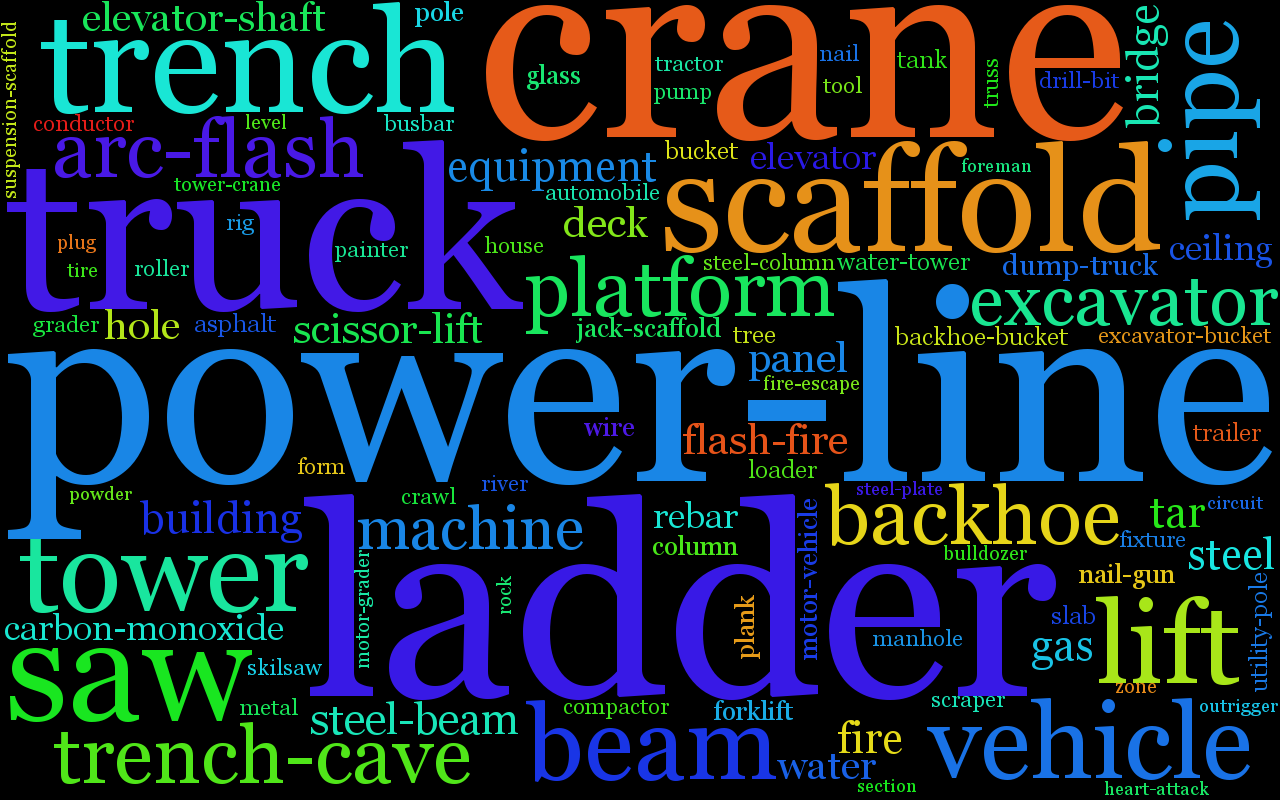 suspension-scaffold
elevator-shaft
pole
trench
crane
glass
tractor
pump
nail
tool
tank
truss
drill-bit
bridge
pipe
conductor
level
busbar
arc-flash
equipment
bucket
elevator
foreman
tower-crane
automobile
scaffold
truck
rig
plug
painter
house
deck
tire
roller
steel-column
water-tower
dump-truck
ceiling
platform
excavator
grader
hole
asphalt
scissor-lift
jack-scaffold
tree
backhoe-bucket
excavator-bucket
power-line
panel
fire-escape
wire
flash-fire
trailer
form
loader
powder
crawl
river
steel-plate
circuit
building
ladder
machine
rebar
motor-vehicle
backhoe
tar
column
bulldozer
fixture
steel
tower
motor-grader
rock
nail-gun
utility-pole
carbon-monoxide
plank
manhole
slab
gas
lift
saw
skilsaw
zone
metal
steel-beam
compactor
forklift
scraper
outrigger
trench-cave
beam
fire
vehicle
water
section
heart-attack